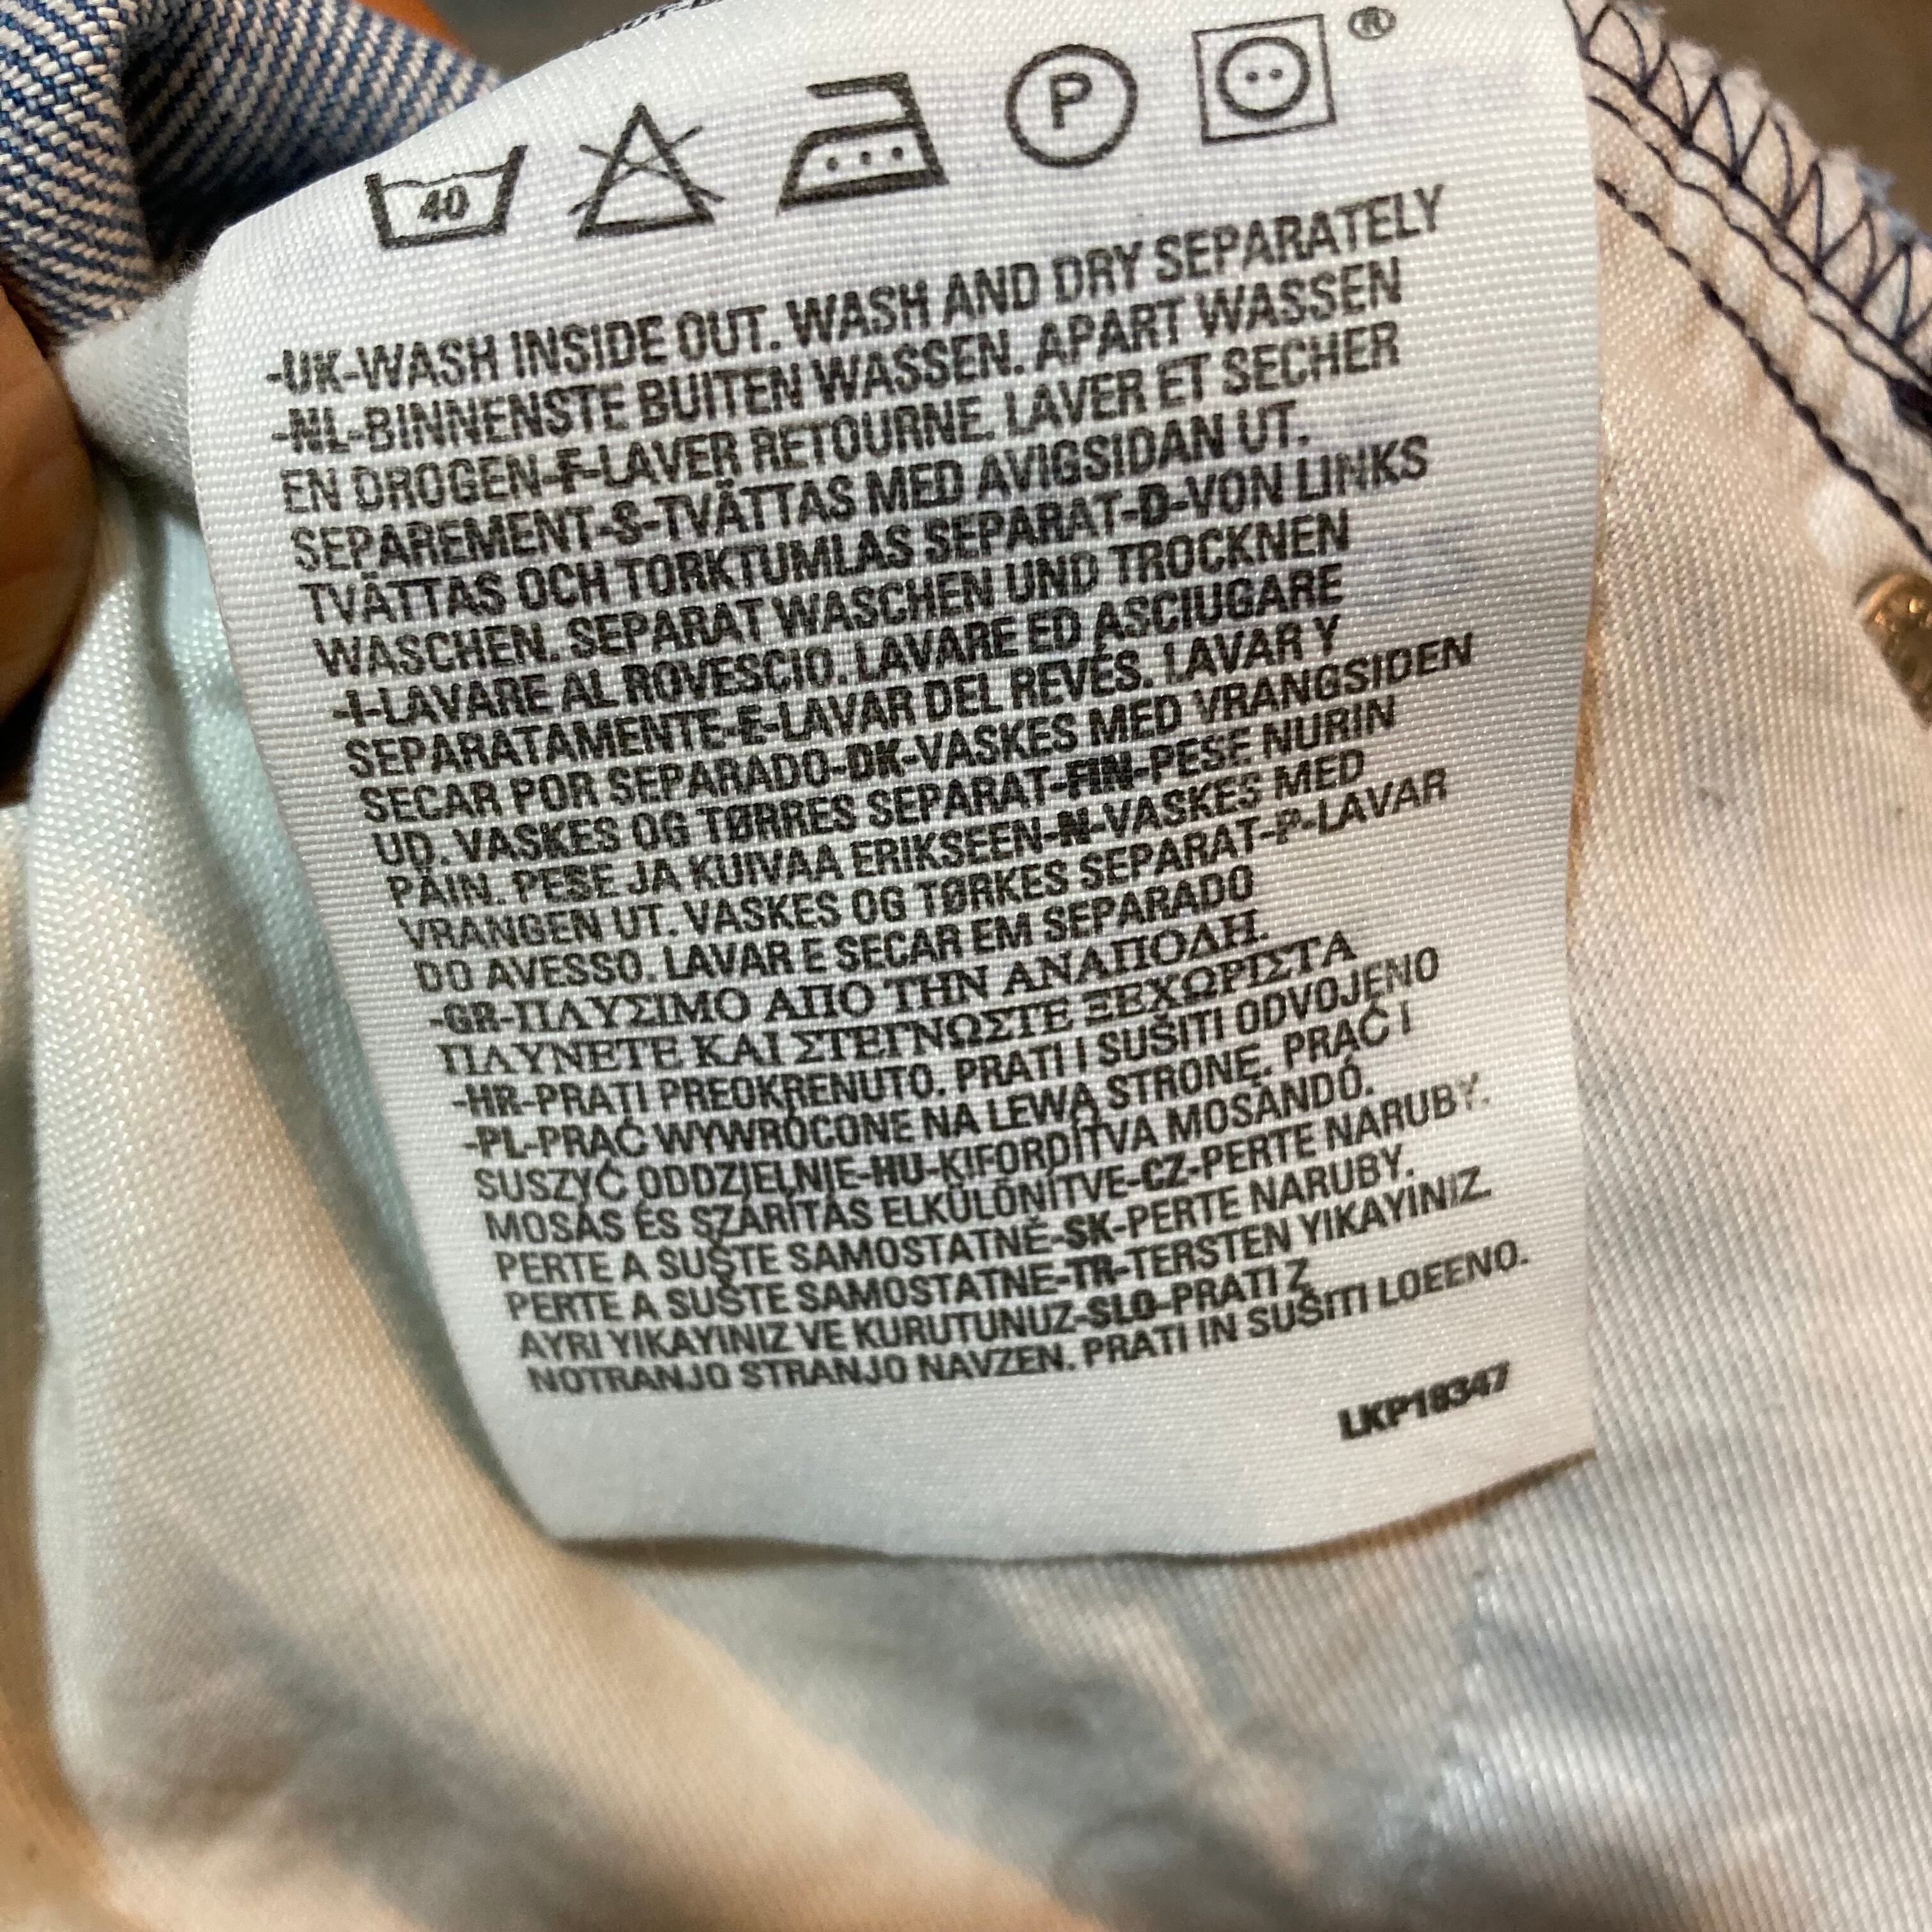 40
P
®
-UK-WASH INSIDE OUT. WASH AND DRY SEPARATELY
-NL-BINNENSTE BUITEN WASSEN. APART WASSEN
EN DROGEN-F-LAVER RETOURNE. LAVER ET SECHER
SEPAREMENT-S-TVÄTTAS MED AVIGSIDAN UT.
TVÄTTAS OCH TORKTUMLAS SEPARAT-D-VON LINKS
WASCHEN. SEPARAT WASCHEN UND TROCKNEN
-I-LAVARE AL ROVESCIO. LAVARE ED ASCIUGARE
SEPARATAMENTE-E-LAVAR DEL REVÉS. LAVAR Y
SECAR POR SEPARADO-DK-VASKES MED VRANGSIDEN
UD. VASKES OG TØRRES SEPARAT-FIN-PESE NURIN
PÄIN. PESE JA KUIVAA ERIKSEEN-N-VASKES MED
VRANGEN UT. VASKES OG TØRKES SEPARAT-P-LAVAR
DO AVESSO. LAVAR E SECAR EM SEPARADO
-GR-ΠΛΥΣΙΜΟ ΑΠΟ ΤΗΝ ΑΝΑΠΟΔΗ.
ΠΛΥΝΕΤΕ ΚΑΙ ΣΤΕΓΝΩΣΤΕ ΞΕΧΩΡΙΣΤΑ
-HR-PRATI PREOKRENUTO. PRATI I SUŠITI ODVOJENO
-PL-PRAĆ WYWRÓCONE NA LEWĄ STRONĘ. PRAĆ I
SUSZYĆ ODDZIELNIE-HU-KIFORDÍTVA MOSANDÓ.
MOSÁS ÉS SZÁRÍTÁS ELKÜLÖNÍTVE-CZ-PERTE NARUBY.
PERTE A SUŠTE SAMOSTATNĚ-SK-PERTE NARUBY.
PERTE A SUŠTE SAMOSTATNE-TR-TERSTEN YIKAYINIZ.
AYRI YIKAYINIZ VE KURUTUNUZ-SLO-PRATI Z
NOTRANJO STRANJO NAVZEN. PRATI IN SUŠITI LOEENO.
LKP18347